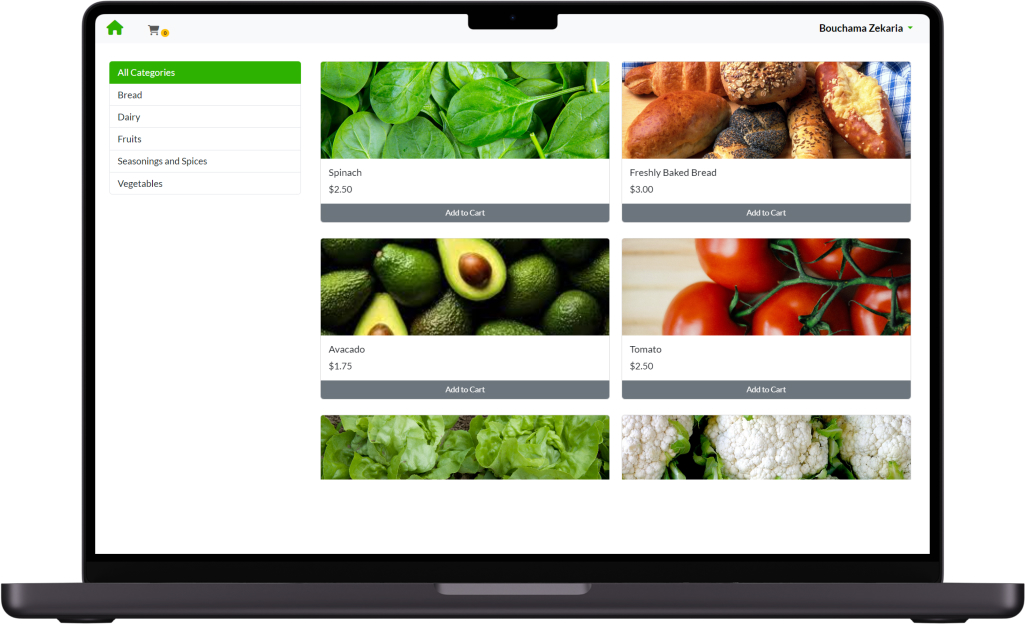 0
Bouchama Zekaria
All Categories
Bread
Dairy
Fruits
Seasonings and Spices
Vegetables
Spinach
$2.50
Add to Cart
Freshly Baked Bread
$3.00
Add to Cart
Avacado
$1.75
Add to Cart
Tomato
$2.50
Add to Cart